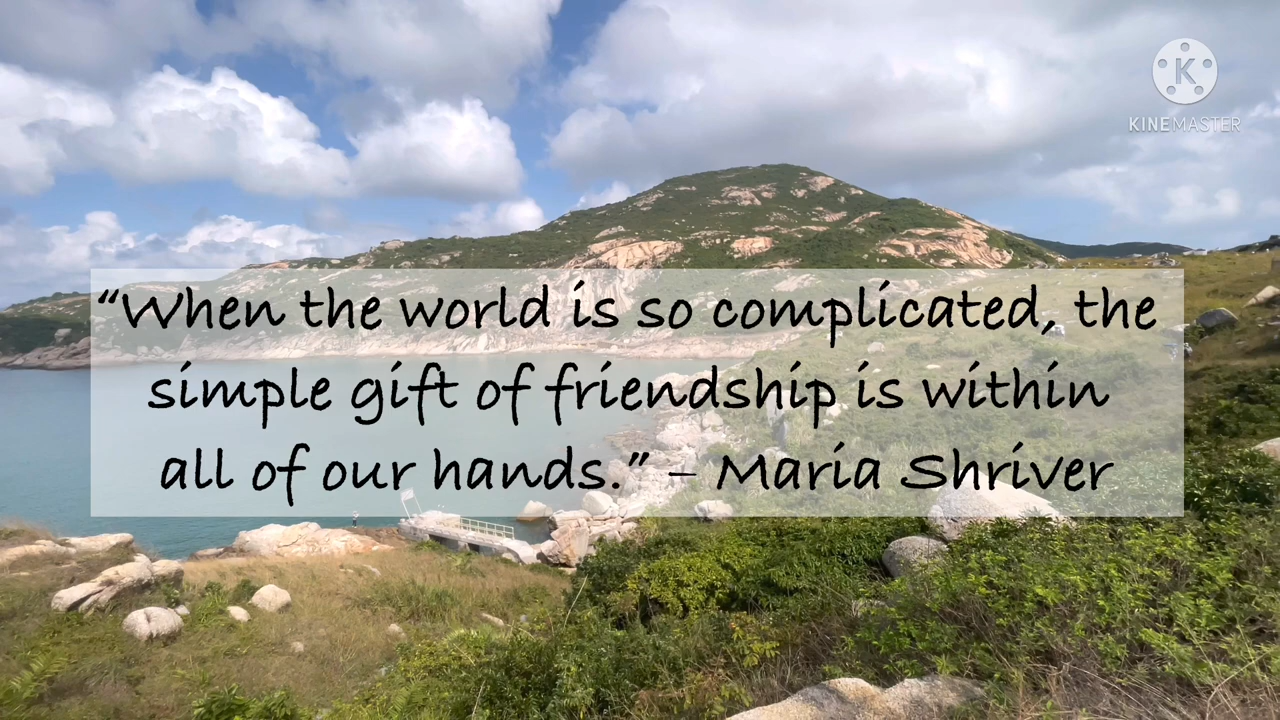 KINEMASTER
“When the world is so complicated, the
simple gift of friendship is within
all of our hands.” – Maria Shriver